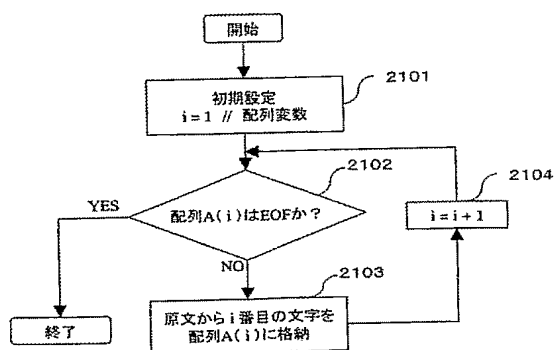 開始
2101
初期設定
i=1 // 配列変数
2102
2104
YES
配列A(i)はEOFか?
i=i+1
NO
2103
原文からi番目の文字を
配列A(i)に格納
終了